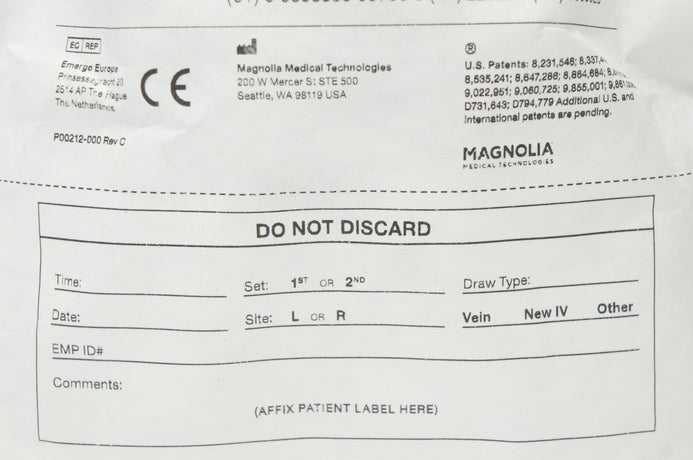 EC REP
Emergo Europe
Prinsessegracht 20
2514 AP The Hague
The Netherlands
P00212-000 Rev C
CE
Magnolia Medical Technologies
200 W Mercer St STE 500
Seattle, WA 98119 USA
®
U.S. Patents: 8,231,546;
8,535,241; 8,647,286; 8,864,684;
9,022,951; 9,060,725; 9,855,001;
D731,643; D794,779 Additional U.S. and
International patents are pending.
MAGNOLIA
MEDICAL TECHNOLOGIES
DO NOT DISCARD
Time: Set: 1ST OR 2ND Draw Type:
Date: Site: L OR R Vein New IV Other
EMP ID#
Comments:
(AFFIX PATIENT LABEL HERE)